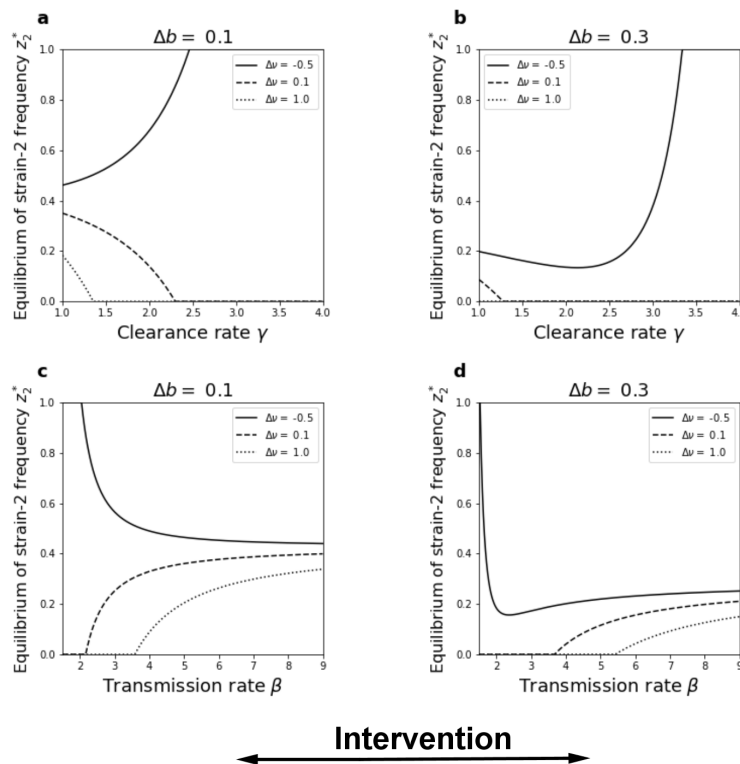 a
Δb = 0.1
Equilibrium of strain-2 frequency z₂*
1.0
0.8
0.6
0.4
0.2
0.0
Δν = -0.5
Δν = 0.1
Δν = 1.0
1.0 1.5 2.0 2.5 3.0 3.5 4.0
Clearance rate γ
b
Δb = 0.3
Equilibrium of strain-2 frequency z₂*
1.0
0.8
0.6
0.4
0.2
0.0
Δν = -0.5
Δν = 0.1
Δν = 1.0
1.0 1.5 2.0 2.5 3.0 3.5 4.0
Clearance rate γ
c
Δb = 0.1
Equilibrium of strain-2 frequency z₂*
1.0
0.8
0.6
0.4
0.2
0.0
Δν = -0.5
Δν = 0.1
Δν = 1.0
2 3 4 5 6 7 8 9
Transmission rate β
d
Δb = 0.3
Equilibrium of strain-2 frequency z₂*
1.0
0.8
0.6
0.4
0.2
0.0
Δν = -0.5
Δν = 0.1
Δν = 1.0
2 3 4 5 6 7 8 9
Transmission rate β
Intervention